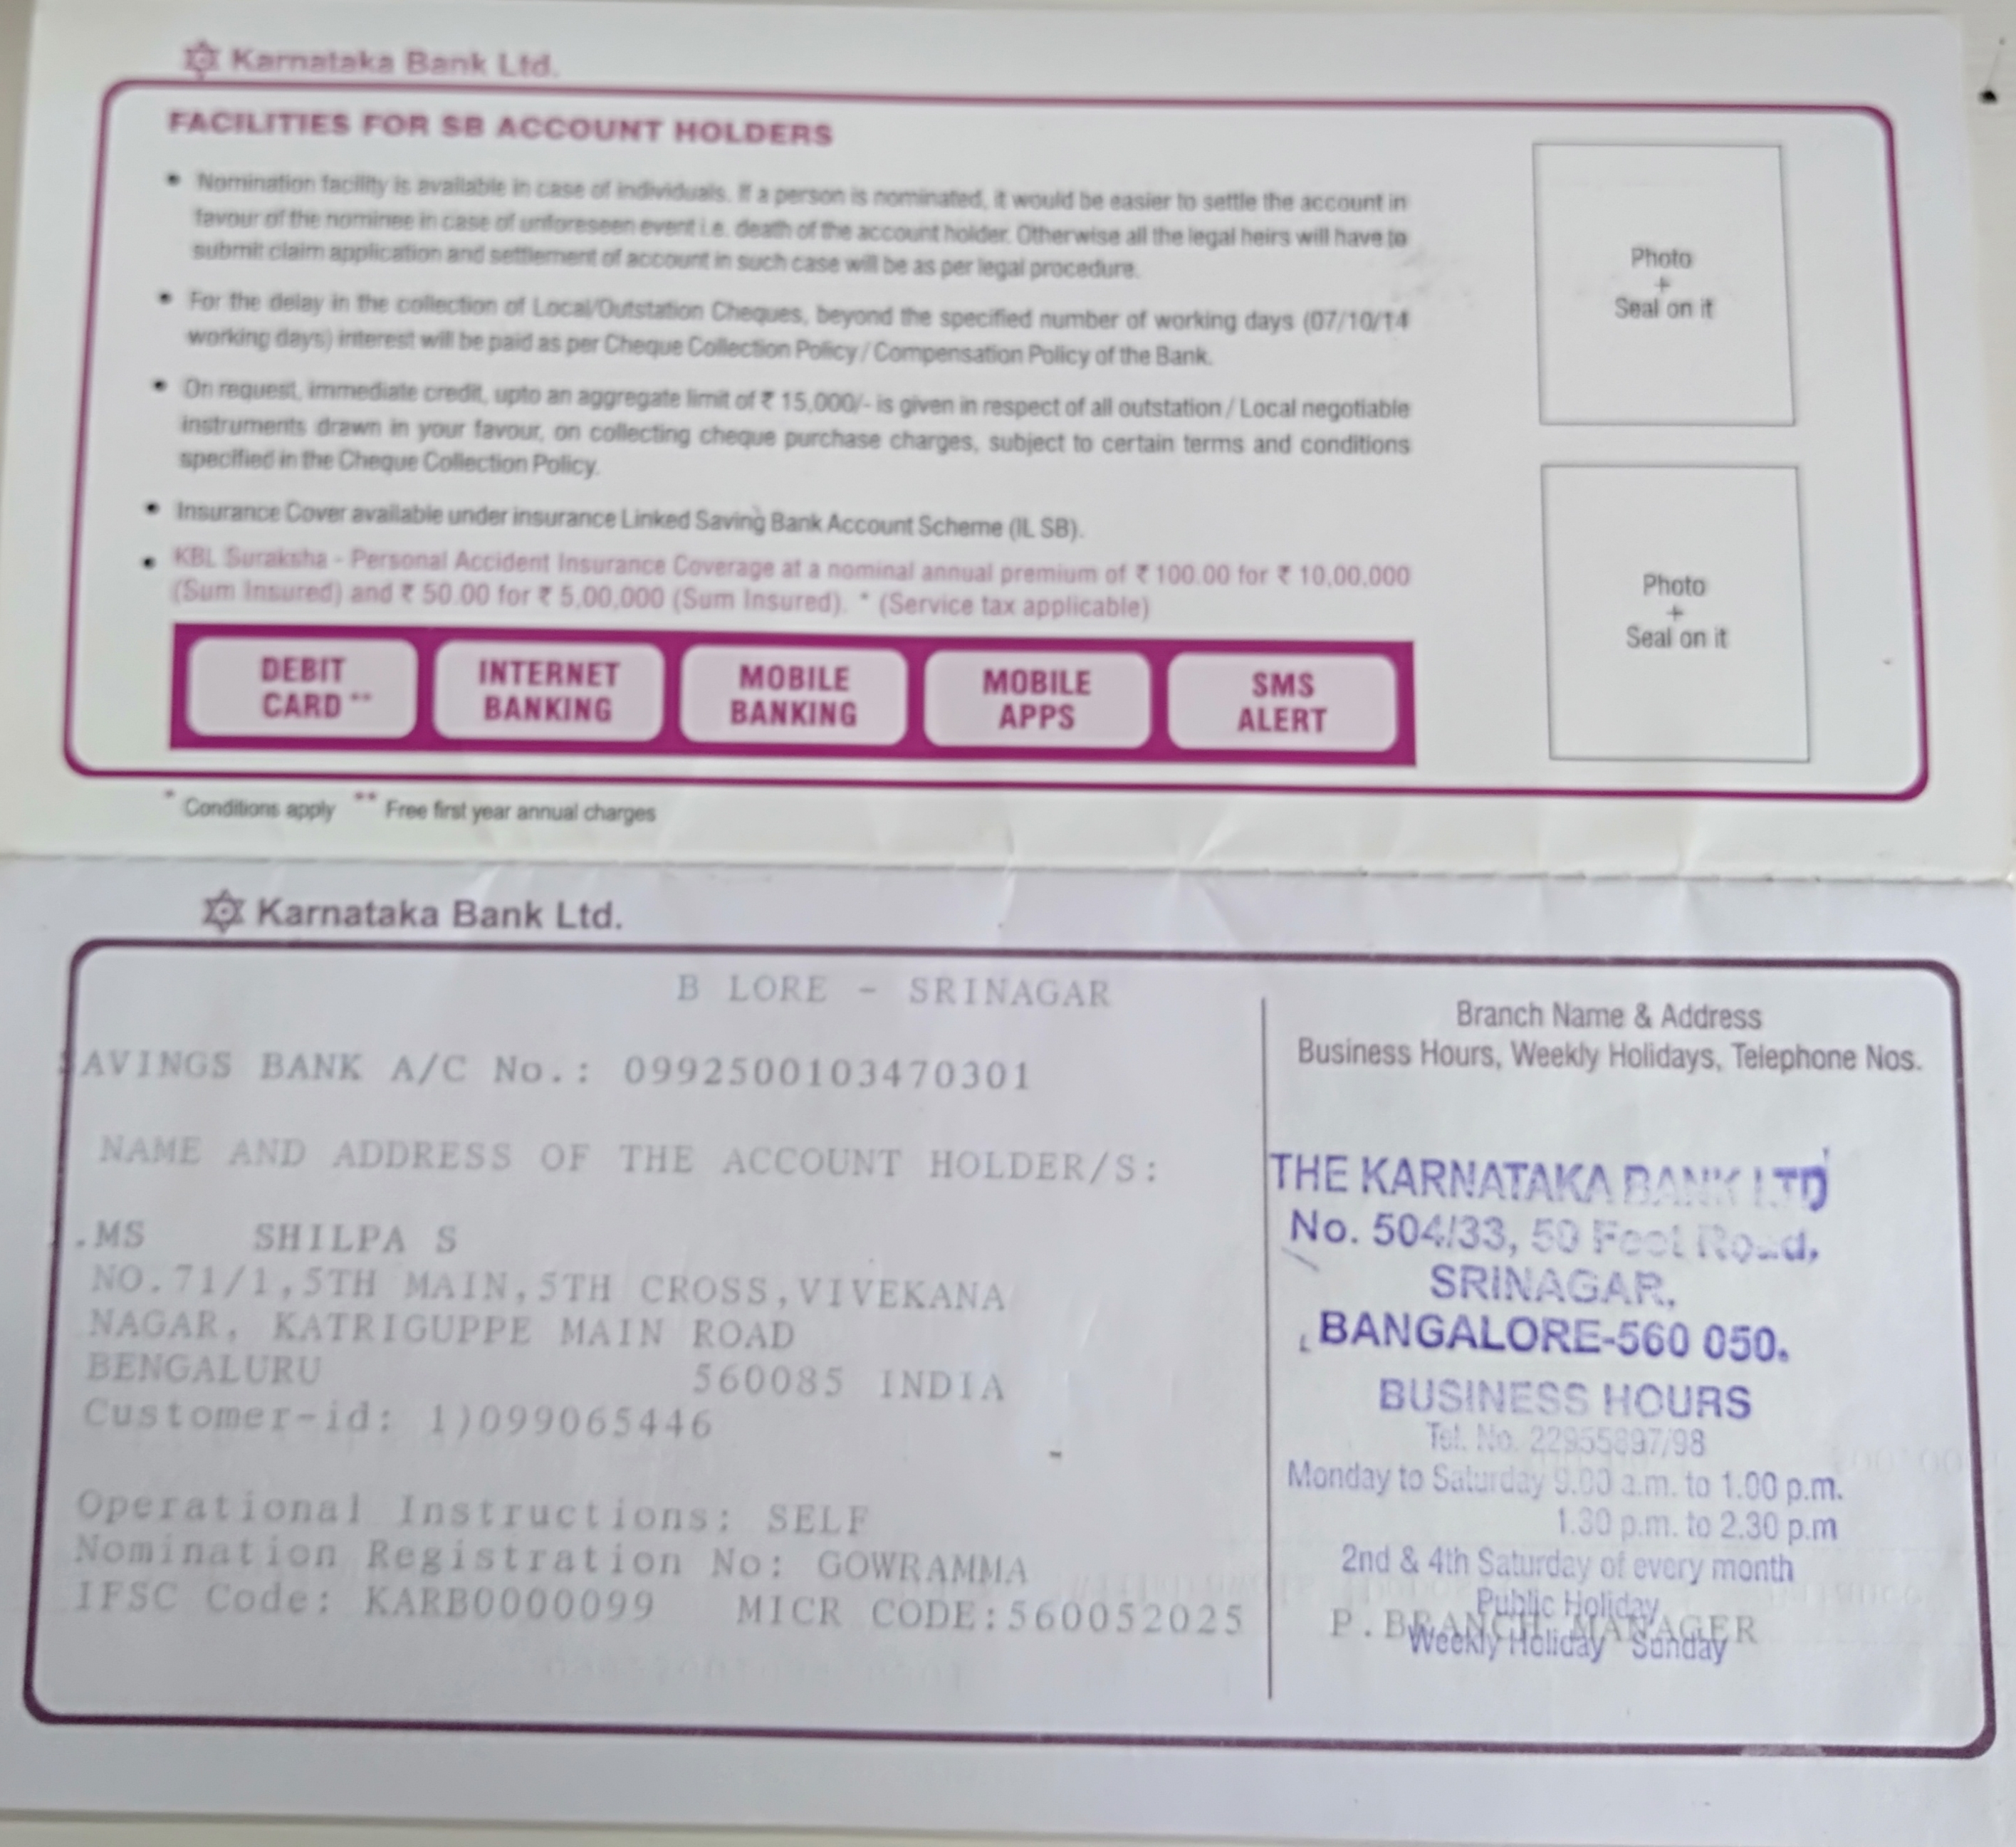 Karnataka Bank Ltd.
FACILITIES FOR SB ACCOUNT HOLDERS
• Nomination facility is available in case of individuals. If a person is nominated, it would be easier to settle the account in
favour of the nominee in case of unforeseen event i.e. death of the account holder. Otherwise all the legal heirs will have to
submit claim application and settlement of account in such case will be as per legal procedure.
• For the delay in the collection of Local/Outstation Cheques, beyond the specified number of working days (07/10/14
working days) interest will be paid as per Cheque Collection Policy / Compensation Policy of the Bank.
• On request, immediate credit, upto an aggregate limit of ₹ 15,000/- is given in respect of all outstation / Local negotiable
instruments drawn in your favour, on collecting cheque purchase charges, subject to certain terms and conditions
specified in the Cheque Collection Policy.
• Insurance Cover available under insurance Linked Saving Bank Account Scheme (IL SB).
• KBL Suraksha - Personal Accident Insurance Coverage at a nominal annual premium of ₹ 100.00 for ₹ 10,00,000
(Sum Insured) and ₹ 50.00 for ₹ 5,00,000 (Sum Insured). * (Service tax applicable)
DEBIT
CARD **
INTERNET
BANKING
MOBILE
BANKING
MOBILE
APPS
SMS
ALERT
Photo
+
Seal on it
Photo
+
Seal on it
* Conditions apply ** Free first year annual charges
Karnataka Bank Ltd.
B LORE - SRINAGAR
SAVINGS BANK A/C No.: 0992500103470301
NAME AND ADDRESS OF THE ACCOUNT HOLDER/S:
.MS SHILPA S
NO.71/1,5TH MAIN,5TH CROSS,VIVEKANA
NAGAR, KATRIGUPPE MAIN ROAD
BENGALURU 560085 INDIA
Customer-id: 1)099065446
Operational Instructions: SELF
Nomination Registration No: GOWRAMMA
IFSC Code: KARB0000099 MICR CODE:560052025
Branch Name & Address
Business Hours, Weekly Holidays, Telephone Nos.
THE KARNATAKA BANK LTD
No. 504/33, 50 Feet Road,
SRINAGAR,
BANGALORE-560 050.
BUSINESS HOURS
Tel. No. 22955897/98
Monday to Saturday 9.00 a.m. to 1.00 p.m.
1.30 p.m. to 2.30 p.m
2nd & 4th Saturday of every month
Public Holiday
P.BRANCH MANAGER
Weekly Holiday Sunday